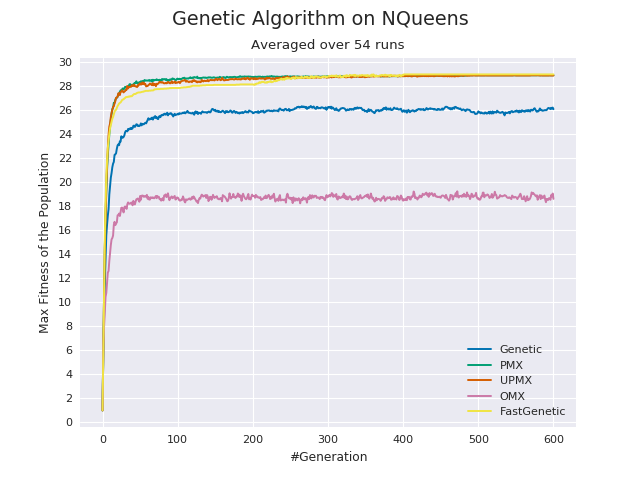 Genetic Algorithm on NQueens
Averaged over 54 runs
30
28
26
24
22
20
18
16
14
12
10
8
6
4
2
0
Max Fitness of the Population
Genetic
PMX
UPMX
OMX
FastGenetic
0 100 200 300 400 500 600
#Generation